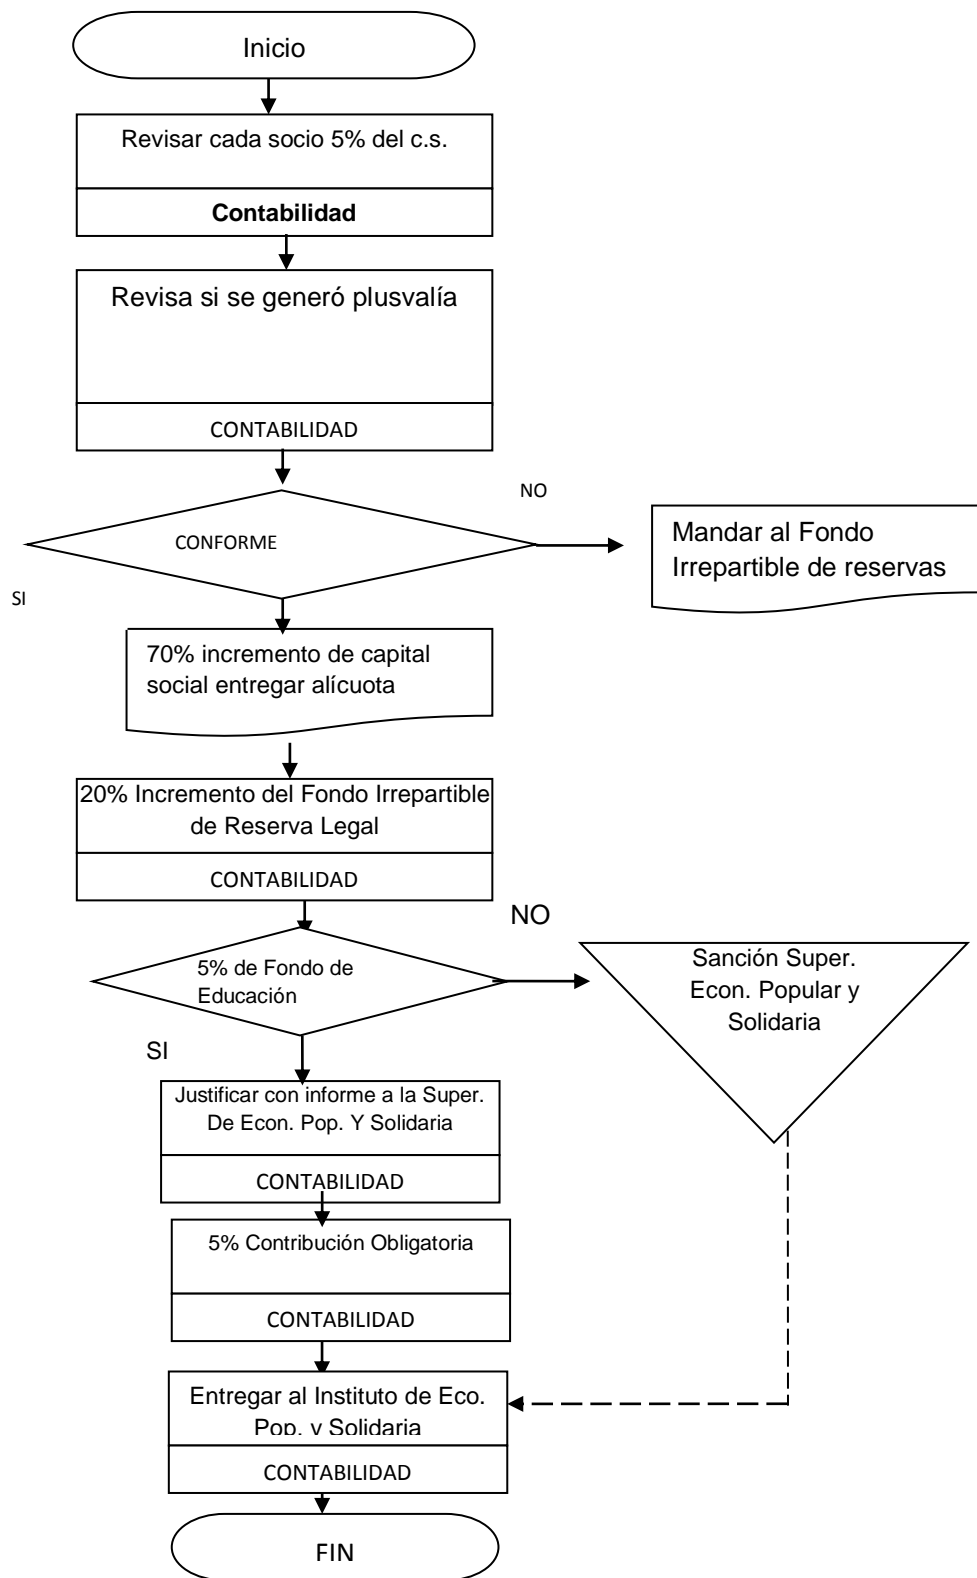 Inicio
Revisar cada socio 5% del c.s.
Contabilidad
Revisa si se generó plusvalía
CONTABILIDAD
NO
CONFORME
Mandar al Fondo
Irrepartible de reservas
SI
70% incremento de capital
social entregar alícuota
20% Incremento del Fondo Irrepartible
de Reserva Legal
CONTABILIDAD
NO
5% de Fondo de
Educación
Sanción Super.
Econ. Popular y
Solidaria
SI
Justificar con informe a la Super.
De Econ. Pop. Y Solidaria
CONTABILIDAD
5% Contribución Obligatoria
CONTABILIDAD
Entregar al Instituto de Eco.
Pop. y Solidaria
CONTABILIDAD
FIN